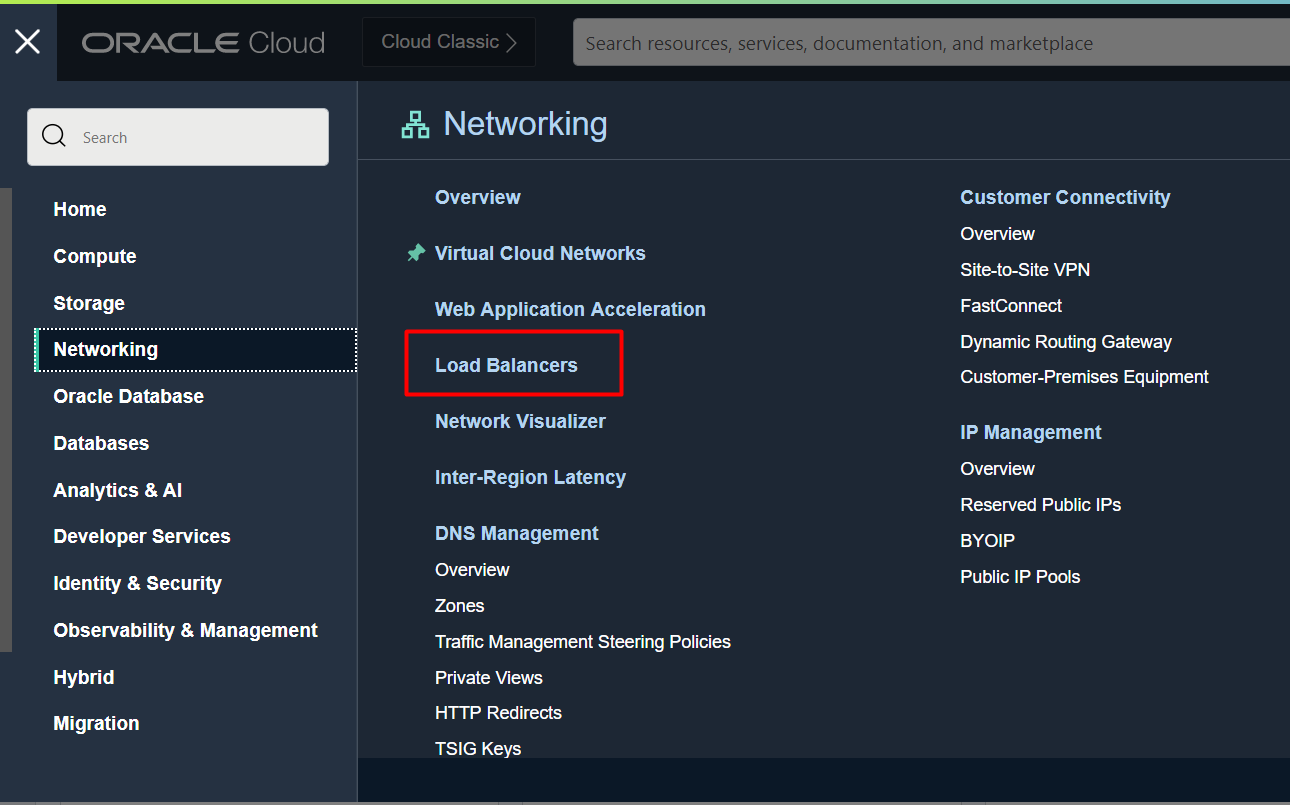 ORACLE Cloud
Cloud Classic
Search resources, services, documentation, and marketplace
Search
Home
Compute
Storage
Networking
Oracle Database
Databases
Analytics & AI
Developer Services
Identity & Security
Observability & Management
Hybrid
Migration
Networking
Overview
Virtual Cloud Networks
Web Application Acceleration
Load Balancers
Network Visualizer
Inter-Region Latency
DNS Management
Overview
Zones
Traffic Management Steering Policies
Private Views
HTTP Redirects
TSIG Keys
Customer Connectivity
Overview
Site-to-Site VPN
FastConnect
Dynamic Routing Gateway
Customer-Premises Equipment
IP Management
Overview
Reserved Public IPs
BYOIP
Public IP Pools